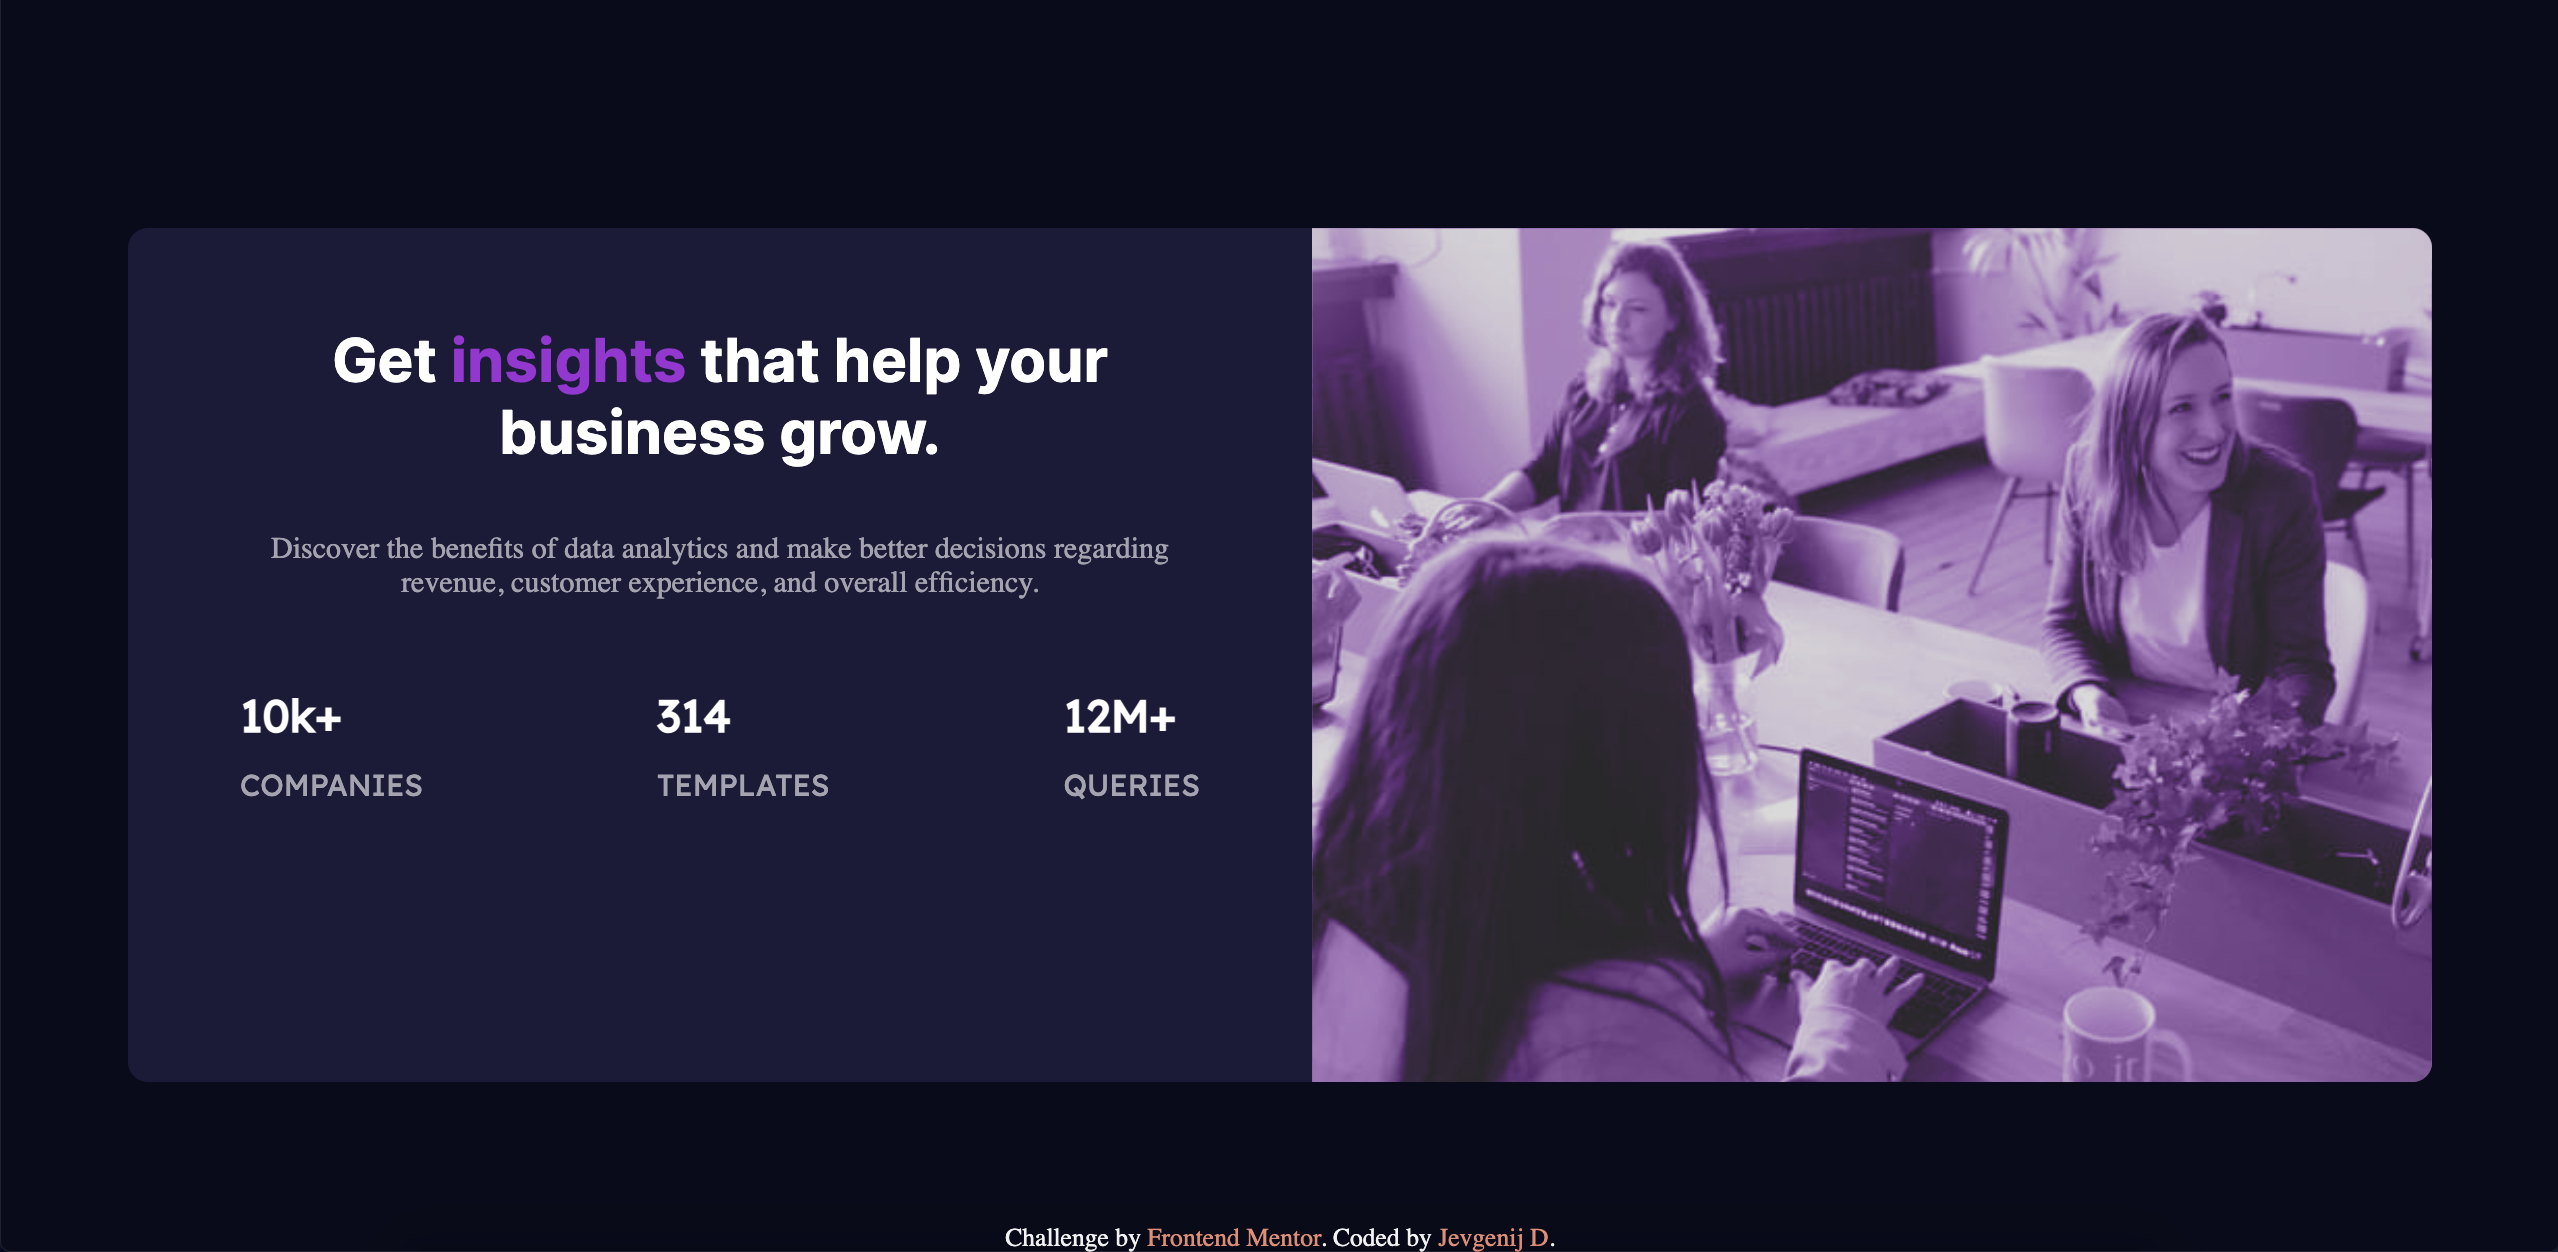 Get insights that help your
business grow.
Discover the benefits of data analytics and make better decisions regarding
revenue, customer experience, and overall efficiency.
10k+
314
12M+
COMPANIES
TEMPLATES
QUERIES
Challenge by Frontend Mentor. Coded by Jevgenij D.